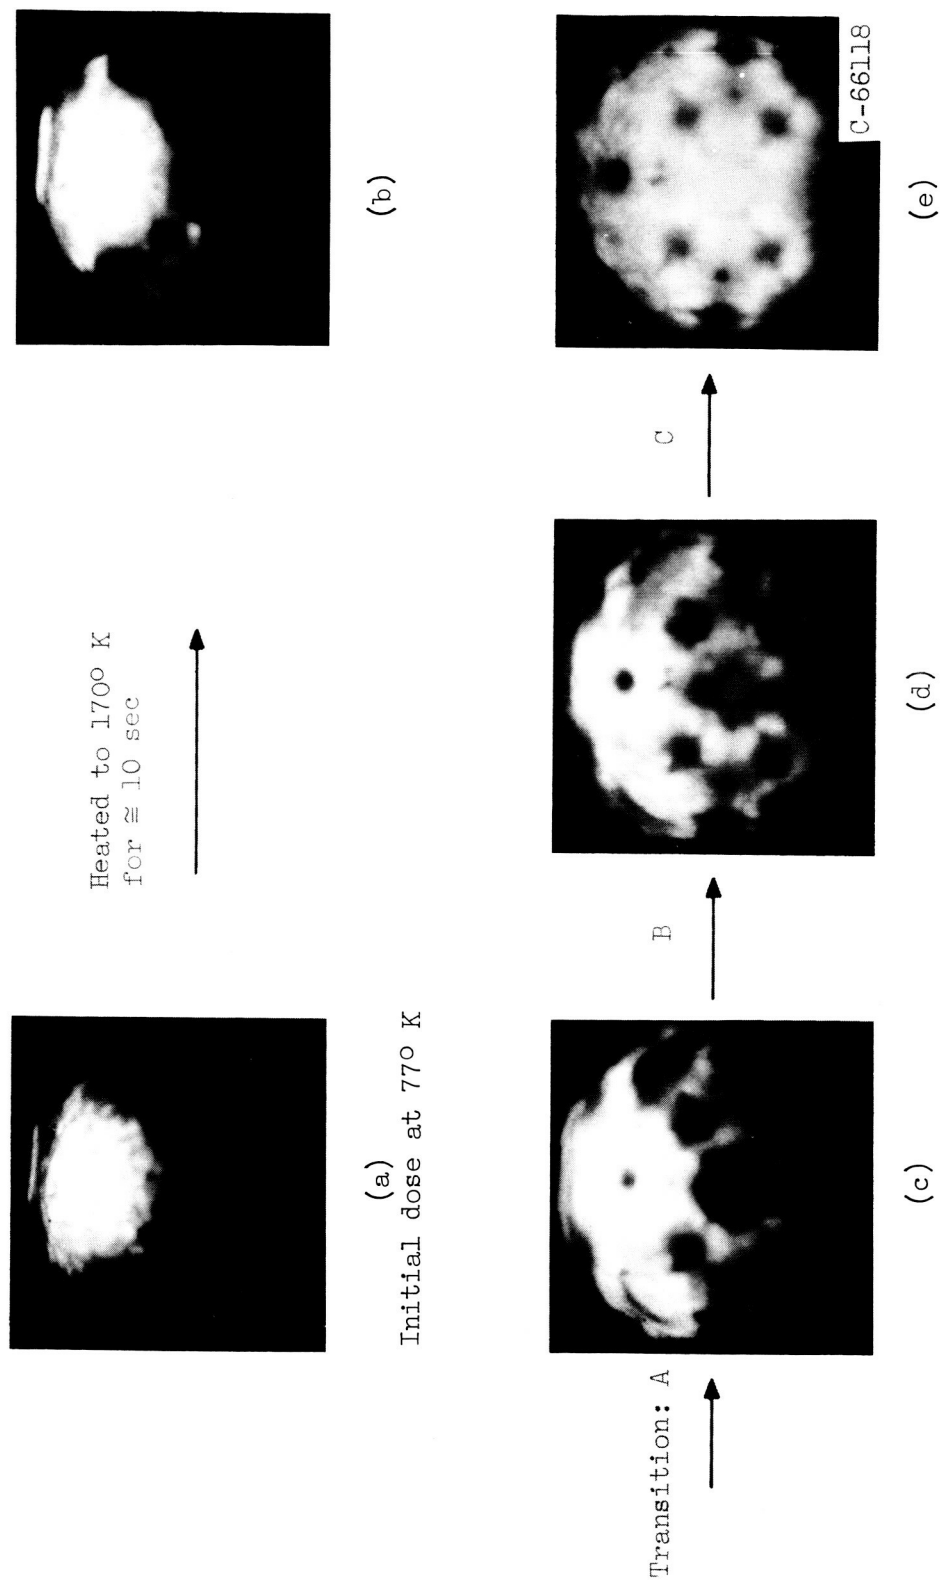 Heated to 170° K
for ≅ 10 sec
(a)
Initial dose at 77° K
(b)
Transition: A
B
C
(c)
(d)
(e)
C-66118